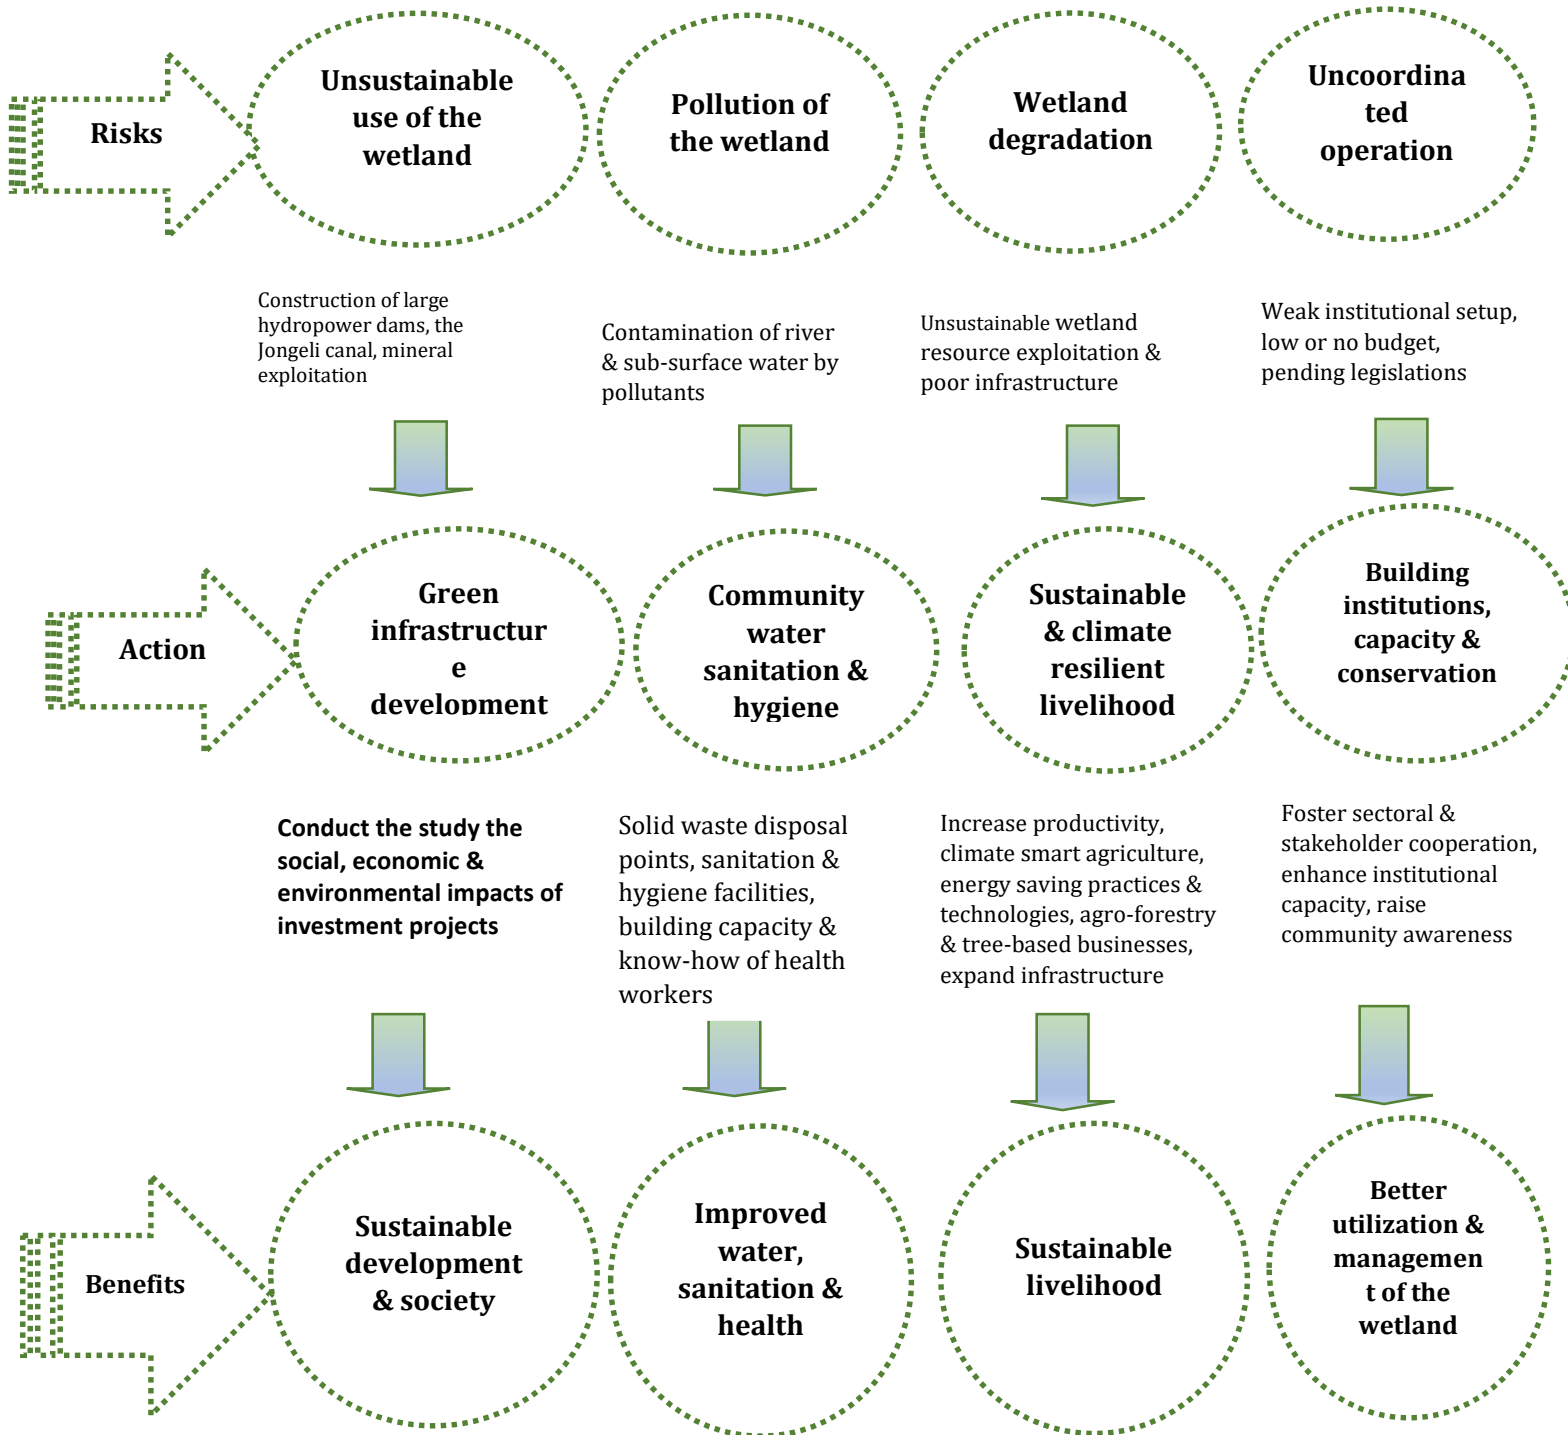 Risks
Unsustainable
use of the
wetland
Pollution of
the wetland
Wetland
degradation
Uncoordina
ted
operation
Construction of large
hydropower dams, the
Jongeli canal, mineral
exploitation
Contamination of river
& sub-surface water by
pollutants
Unsustainable wetland
resource exploitation &
poor infrastructure
Weak institutional setup,
low or no budget,
pending legislations
Action
Green
infrastructur
e
development
Community
water
sanitation &
hygiene
Sustainable
& climate
resilient
livelihood
Building
institutions,
capacity &
conservation
Conduct the study the
social, economic &
environmental impacts of
investment projects
Solid waste disposal
points, sanitation &
hygiene facilities,
building capacity &
know-how of health
workers
Increase productivity,
climate smart agriculture,
energy saving practices &
technologies, agro-forestry
& tree-based businesses,
expand infrastructure
Foster sectoral &
stakeholder cooperation,
enhance institutional
capacity, raise
community awareness
Benefits
Sustainable
development
& society
Improved
water,
sanitation &
health
Sustainable
livelihood
Better
utilization &
managemen
t of the
wetland